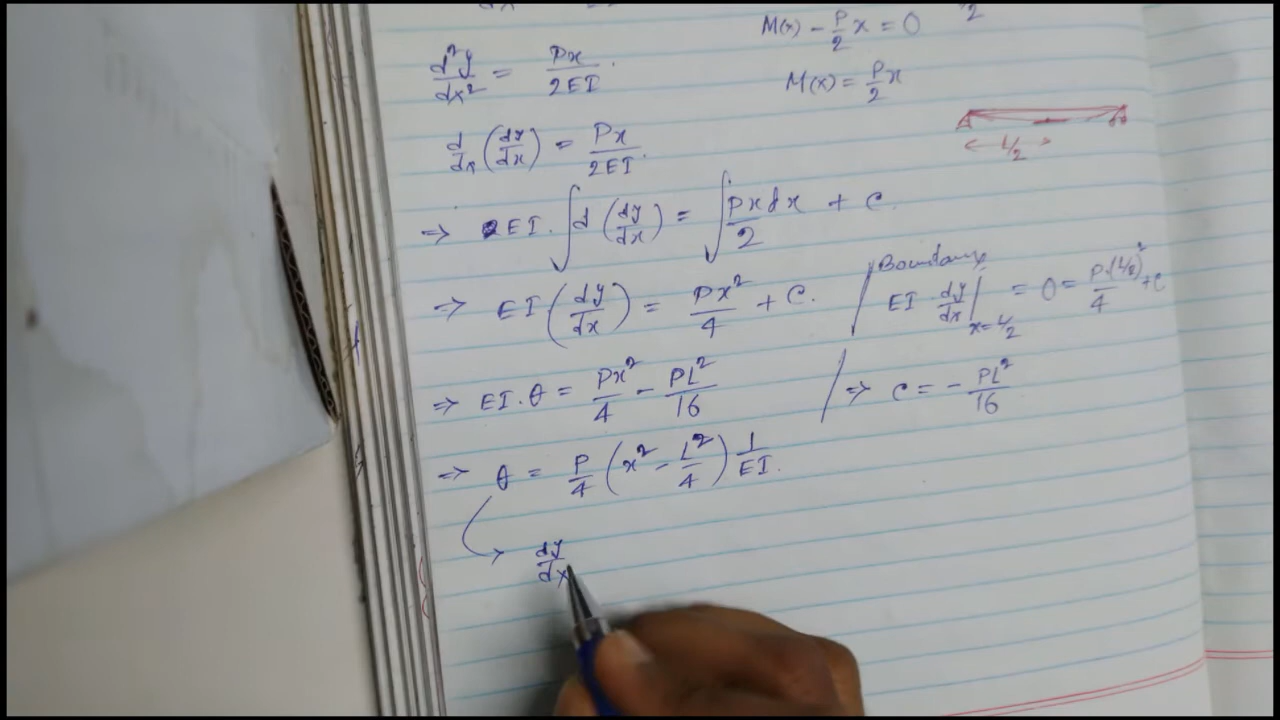 M(x) - P/2 x = 0
d²y/dx² = Px/2EI .
M(x) = P/2 x
d/dx (dy/dx) = Px/2EI .
L/2
⇒ EI . ∫ d (dy/dx) = ∫ Px dx/2 + C
⇒ EI (dy/dx) = Px²/4 + C .
Boundary
EI dy/dx | x = L/2 = 0 = P.(L/2)²/4 + C
⇒ EI . θ = Px²/4 - PL²/16
⇒ C = - PL²/16
⇒ θ = P/4 (x² - L²/4) 1/EI .
dy/dx